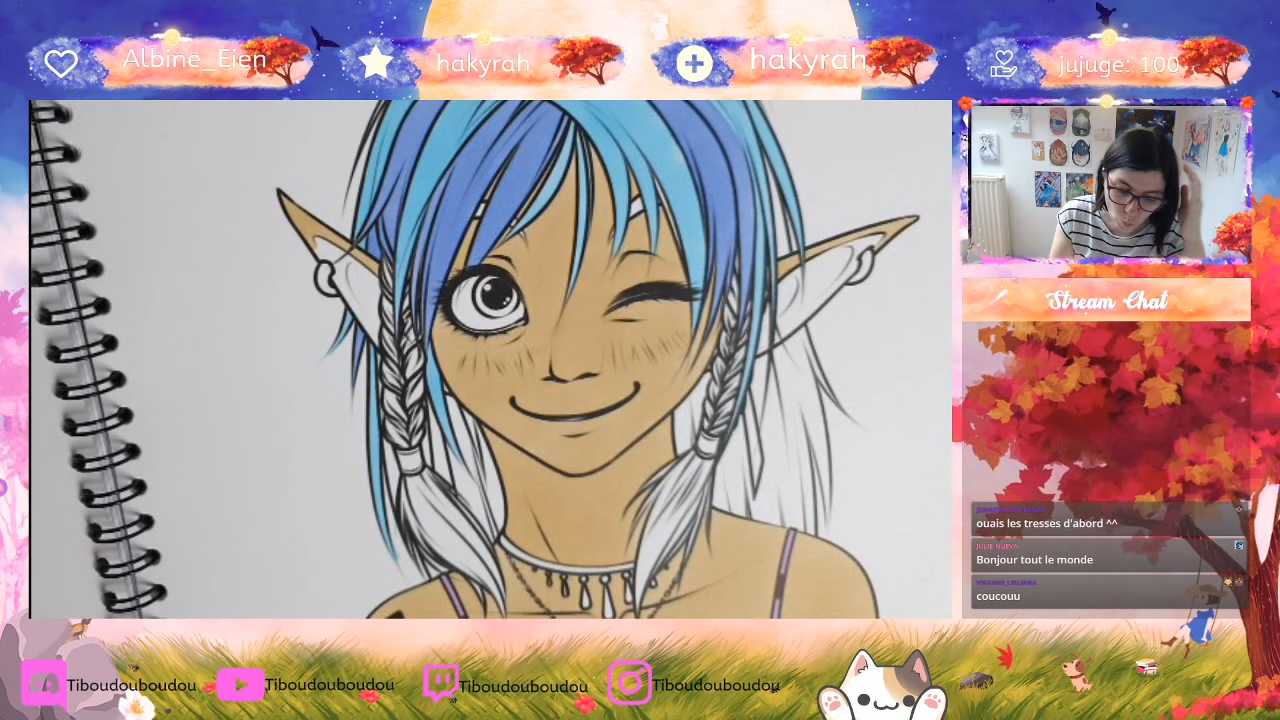 Albine_Eien
hakyrah
hakyrah
jujuge: 100
Stream Chat
ouais les tresses d'abord ^^
JULIE NUEVA
Bonjour tout le monde
coucouu
Tiboudouboudou
Tiboudouboudou
Tiboudouboudou
Tiboudouboudou